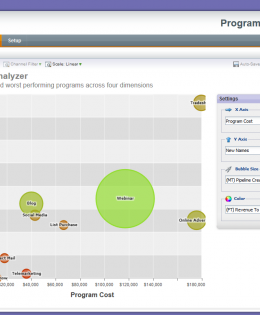 Program
Setup
Channel Filter▾ Scale: Linear▾
Auto-Save
nalyzer
d worst performing programs across four dimensions
Settings
X Axis
Program Cost
Y Axis
New Names
Bubble Size
(MT) Pipeline Crea
Color
(FT) Revenue To
Tradesh
Webinar
Blog
Social Media
List Purchase
Online Adver
ct Mail
Telemarketing
$20,000 $40,000 $60,000 $80,000 $100,000 $120,000 $140,000 $160,000
Program Cost